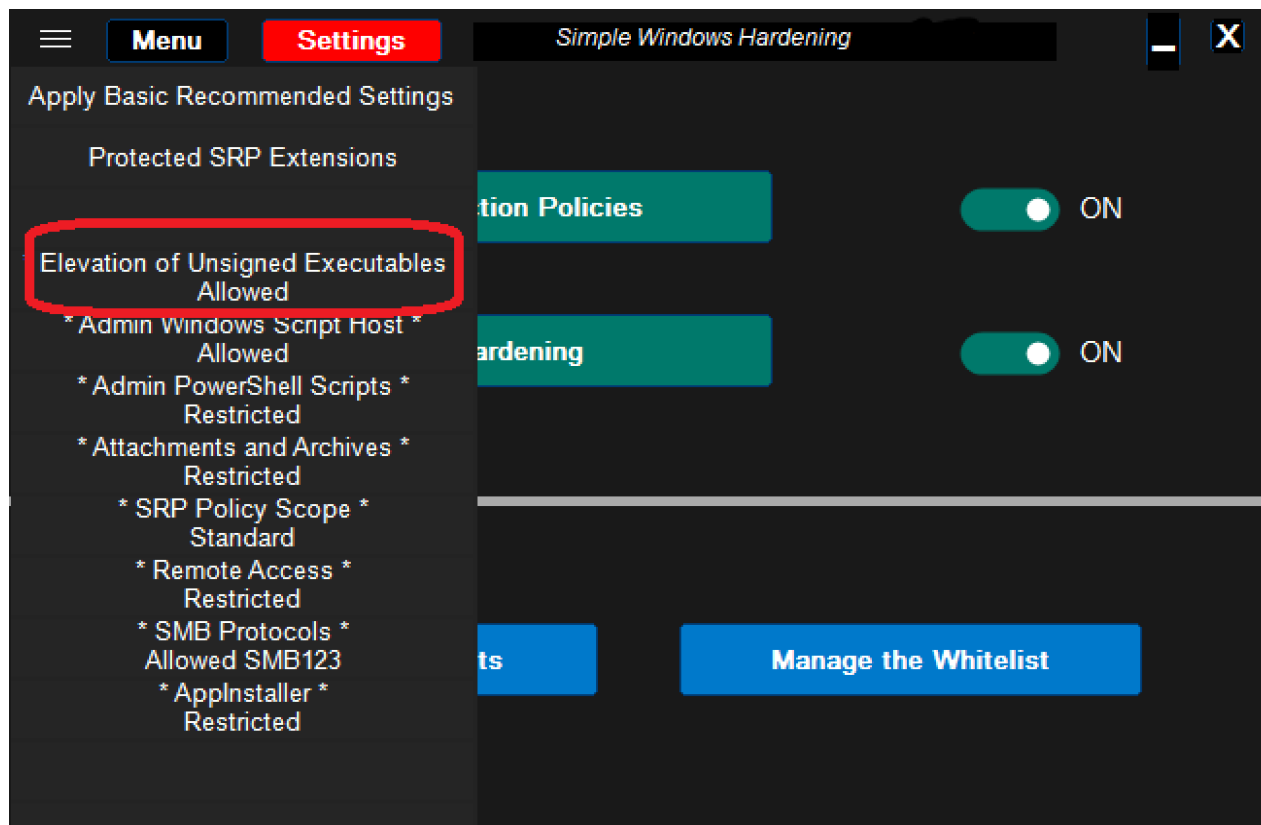 Menu
Settings
Simple Windows Hardening
X
Apply Basic Recommended Settings
Protected SRP Extensions
tion Policies
ON
Elevation of Unsigned Executables
Allowed
* Admin Windows Script Host *
Allowed
ardening
ON
* Admin PowerShell Scripts *
Restricted
* Attachments and Archives *
Restricted
* SRP Policy Scope *
Standard
* Remote Access *
Restricted
* SMB Protocols *
Allowed SMB123
ts
Manage the Whitelist
* AppInstaller *
Restricted